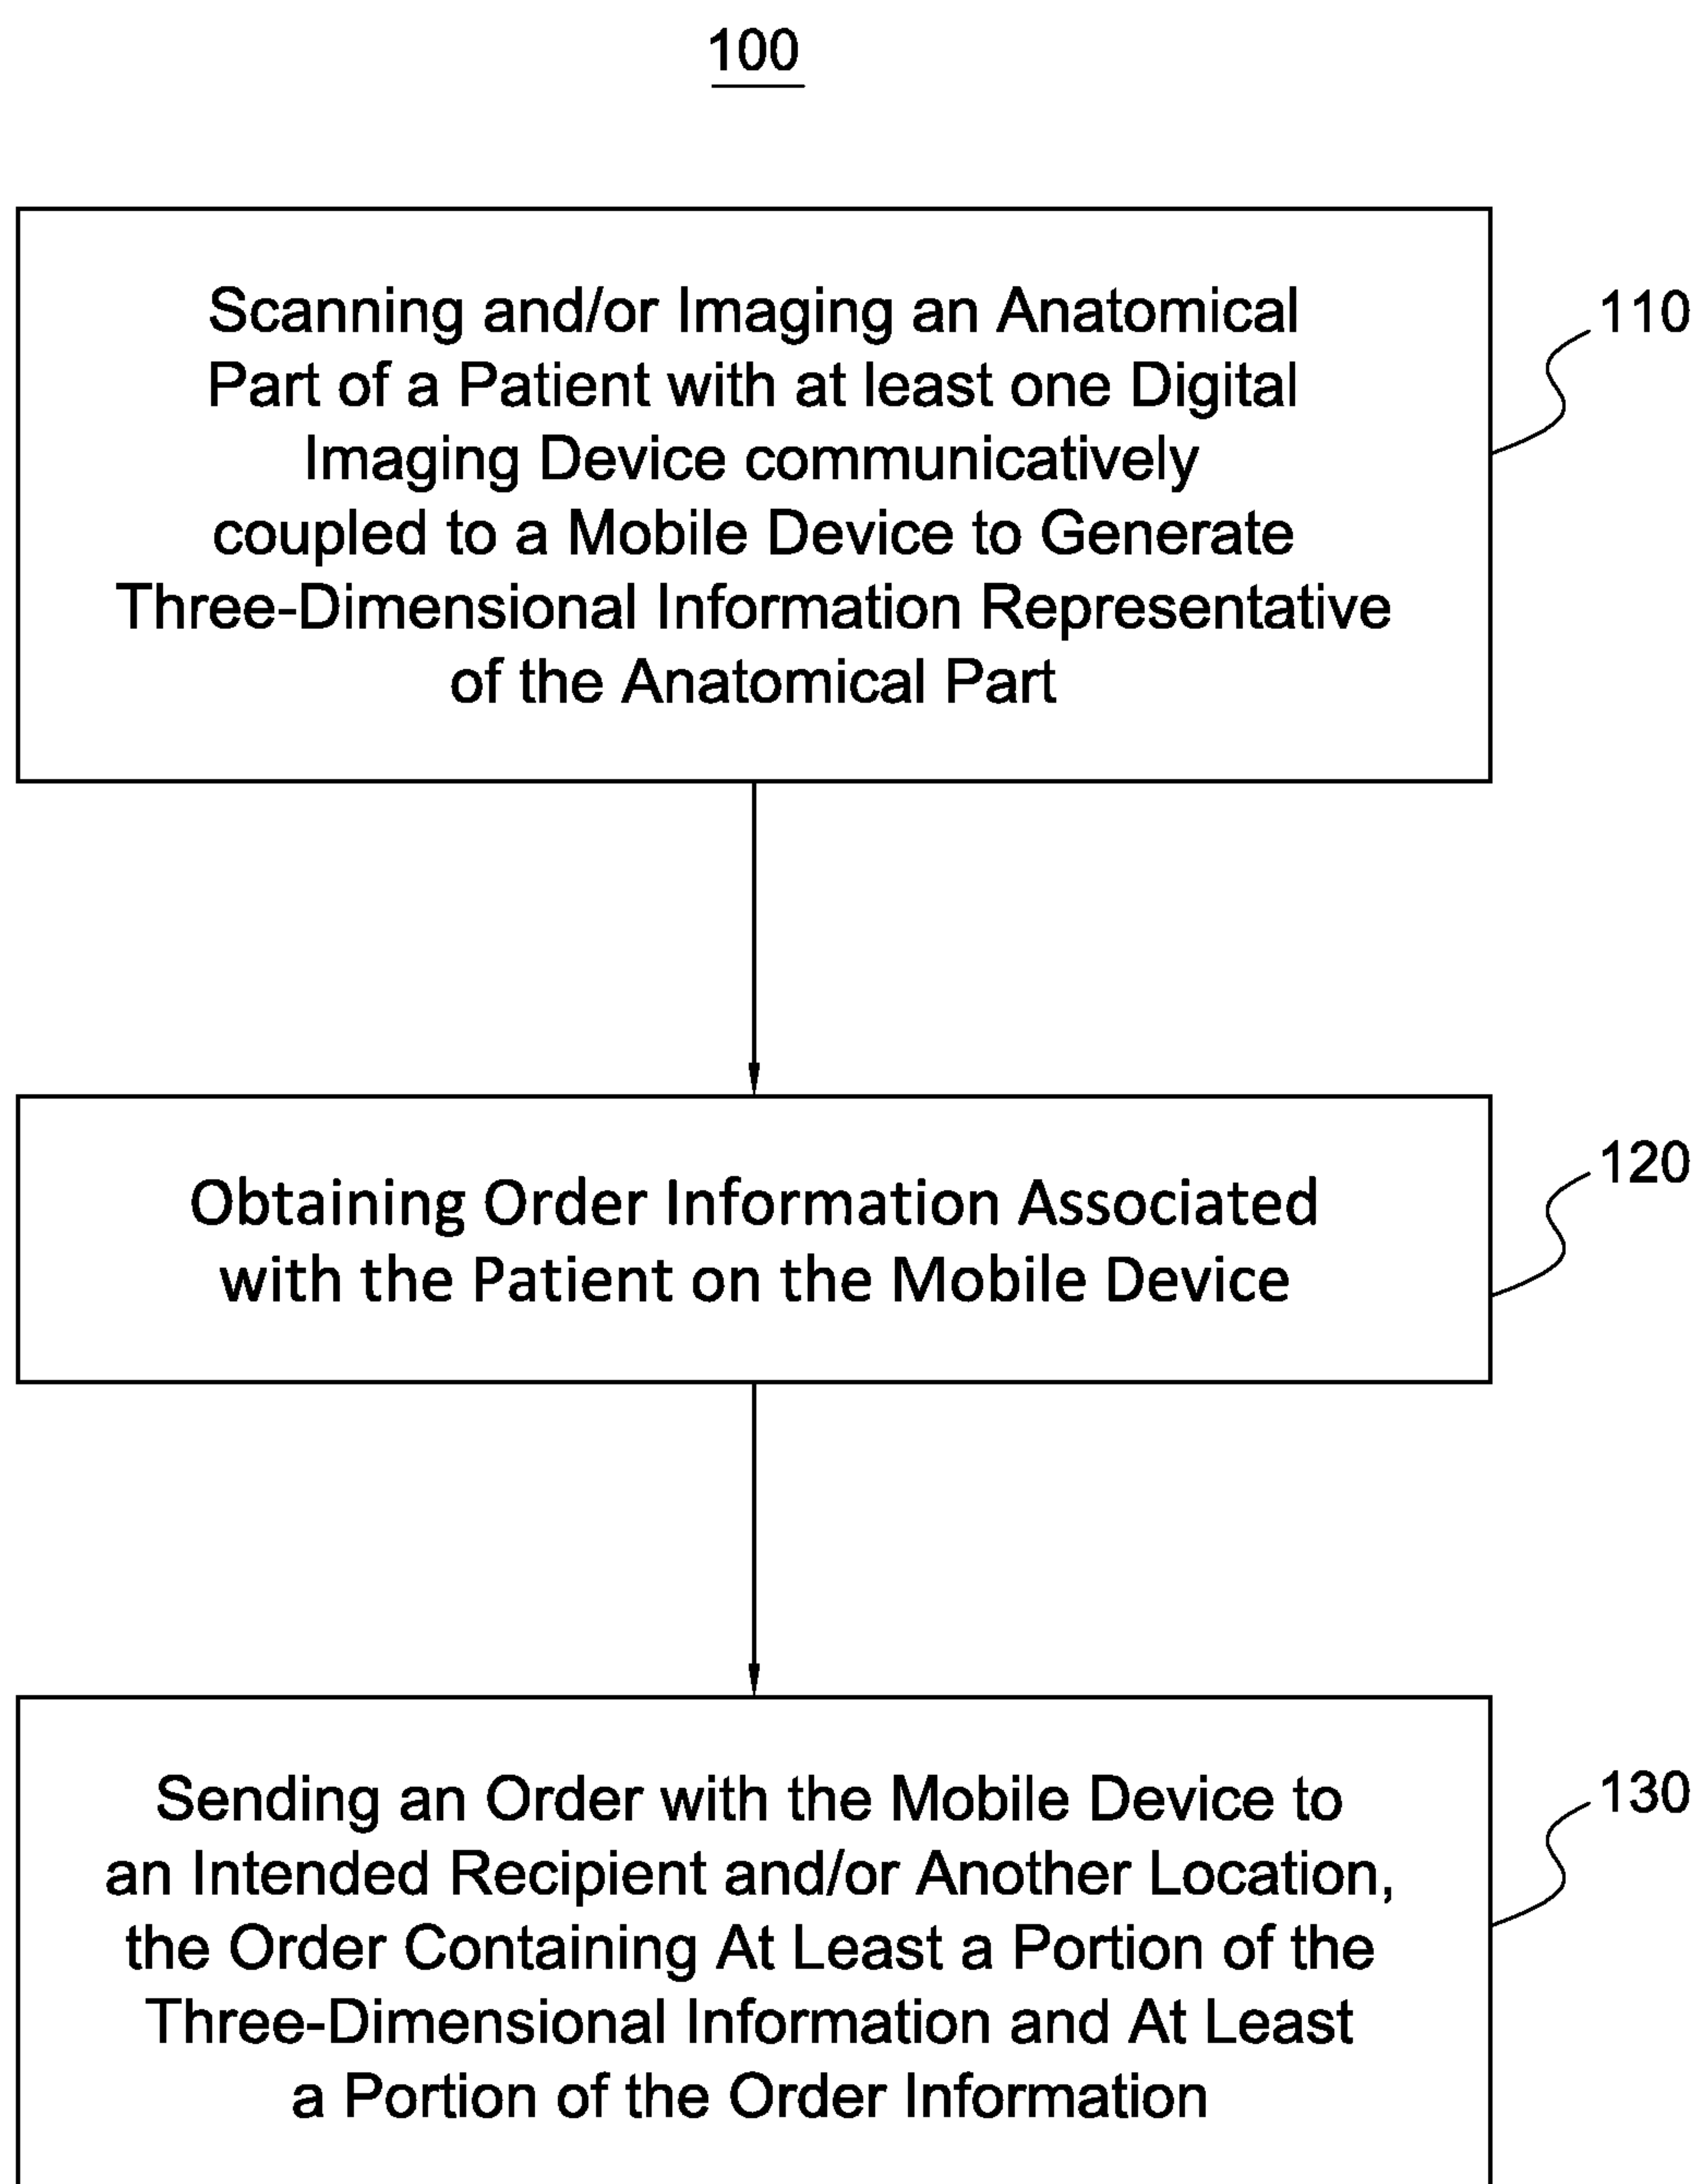 100
Scanning and/or Imaging an Anatomical
Part of a Patient with at least one Digital
Imaging Device communicatively
coupled to a Mobile Device to Generate
Three-Dimensional Information Representative
of the Anatomical Part
110
Obtaining Order Information Associated
with the Patient on the Mobile Device
120
Sending an Order with the Mobile Device to
an Intended Recipient and/or Another Location,
the Order Containing At Least a Portion of the
Three-Dimensional Information and At Least
a Portion of the Order Information
130